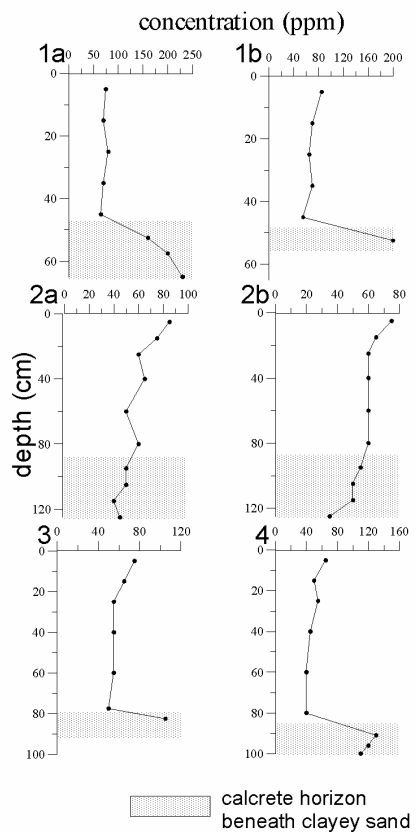 concentration (ppm)
1a
0 50 100 150 200 250
0
20
40
60
1b
0 40 80 120 160 200
0
20
40
60
2a
0 20 40 60 80 100
0
40
80
120
2b
0 20 40 60 80
0
40
80
120
depth (cm)
3
0 40 80 120
0
20
40
60
80
100
4
0 40 80 120 160
0
20
40
60
80
100
calcrete horizon
beneath clayey sand